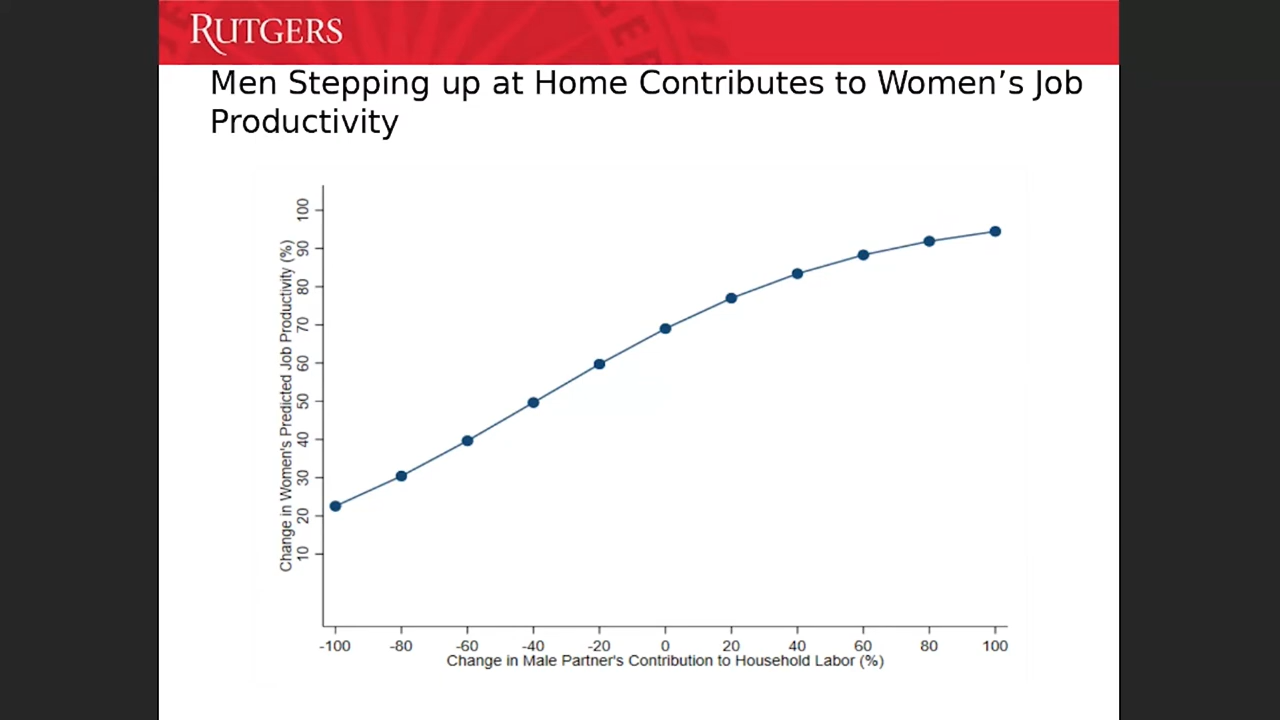 RUTGERS
Men Stepping up at Home Contributes to Women’s Job
Productivity
Change in Women's Predicted Job Productivity (%)
100
90
80
70
60
50
40
30
20
10
-100 -80 -60 -40 -20 0 20 40 60 80 100
Change in Male Partner's Contribution to Household Labor (%)